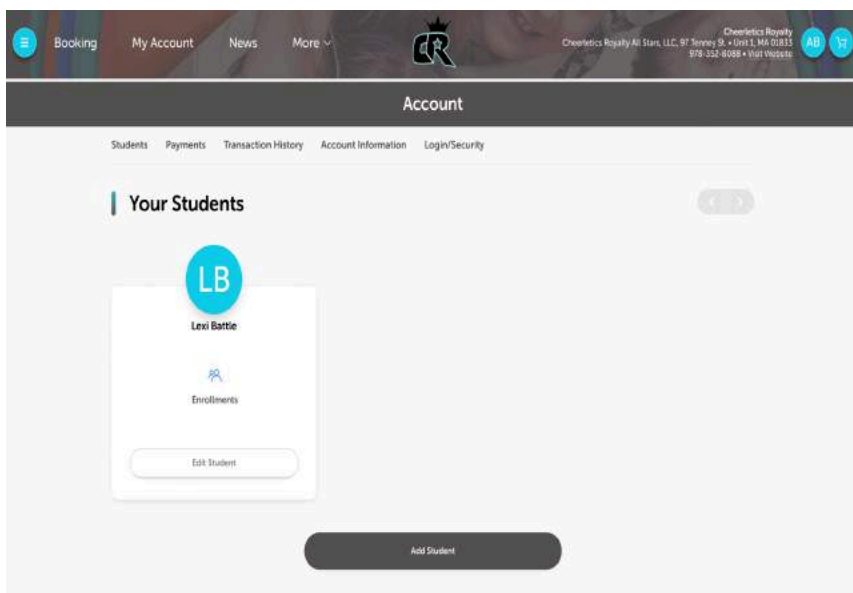 Booking My Account News More
CR
Cheerletics Royalty
Cheerletics Royalty All Stars, LLC, 97 Tenney St. • Unit 1, MA 01833
978-352-8088 • Visit Website
AB
Account
Students Payments Transaction History Account Information Login/Security
Your Students
LB
Lexi Battle
Enrollments
Edit Student
Add Student